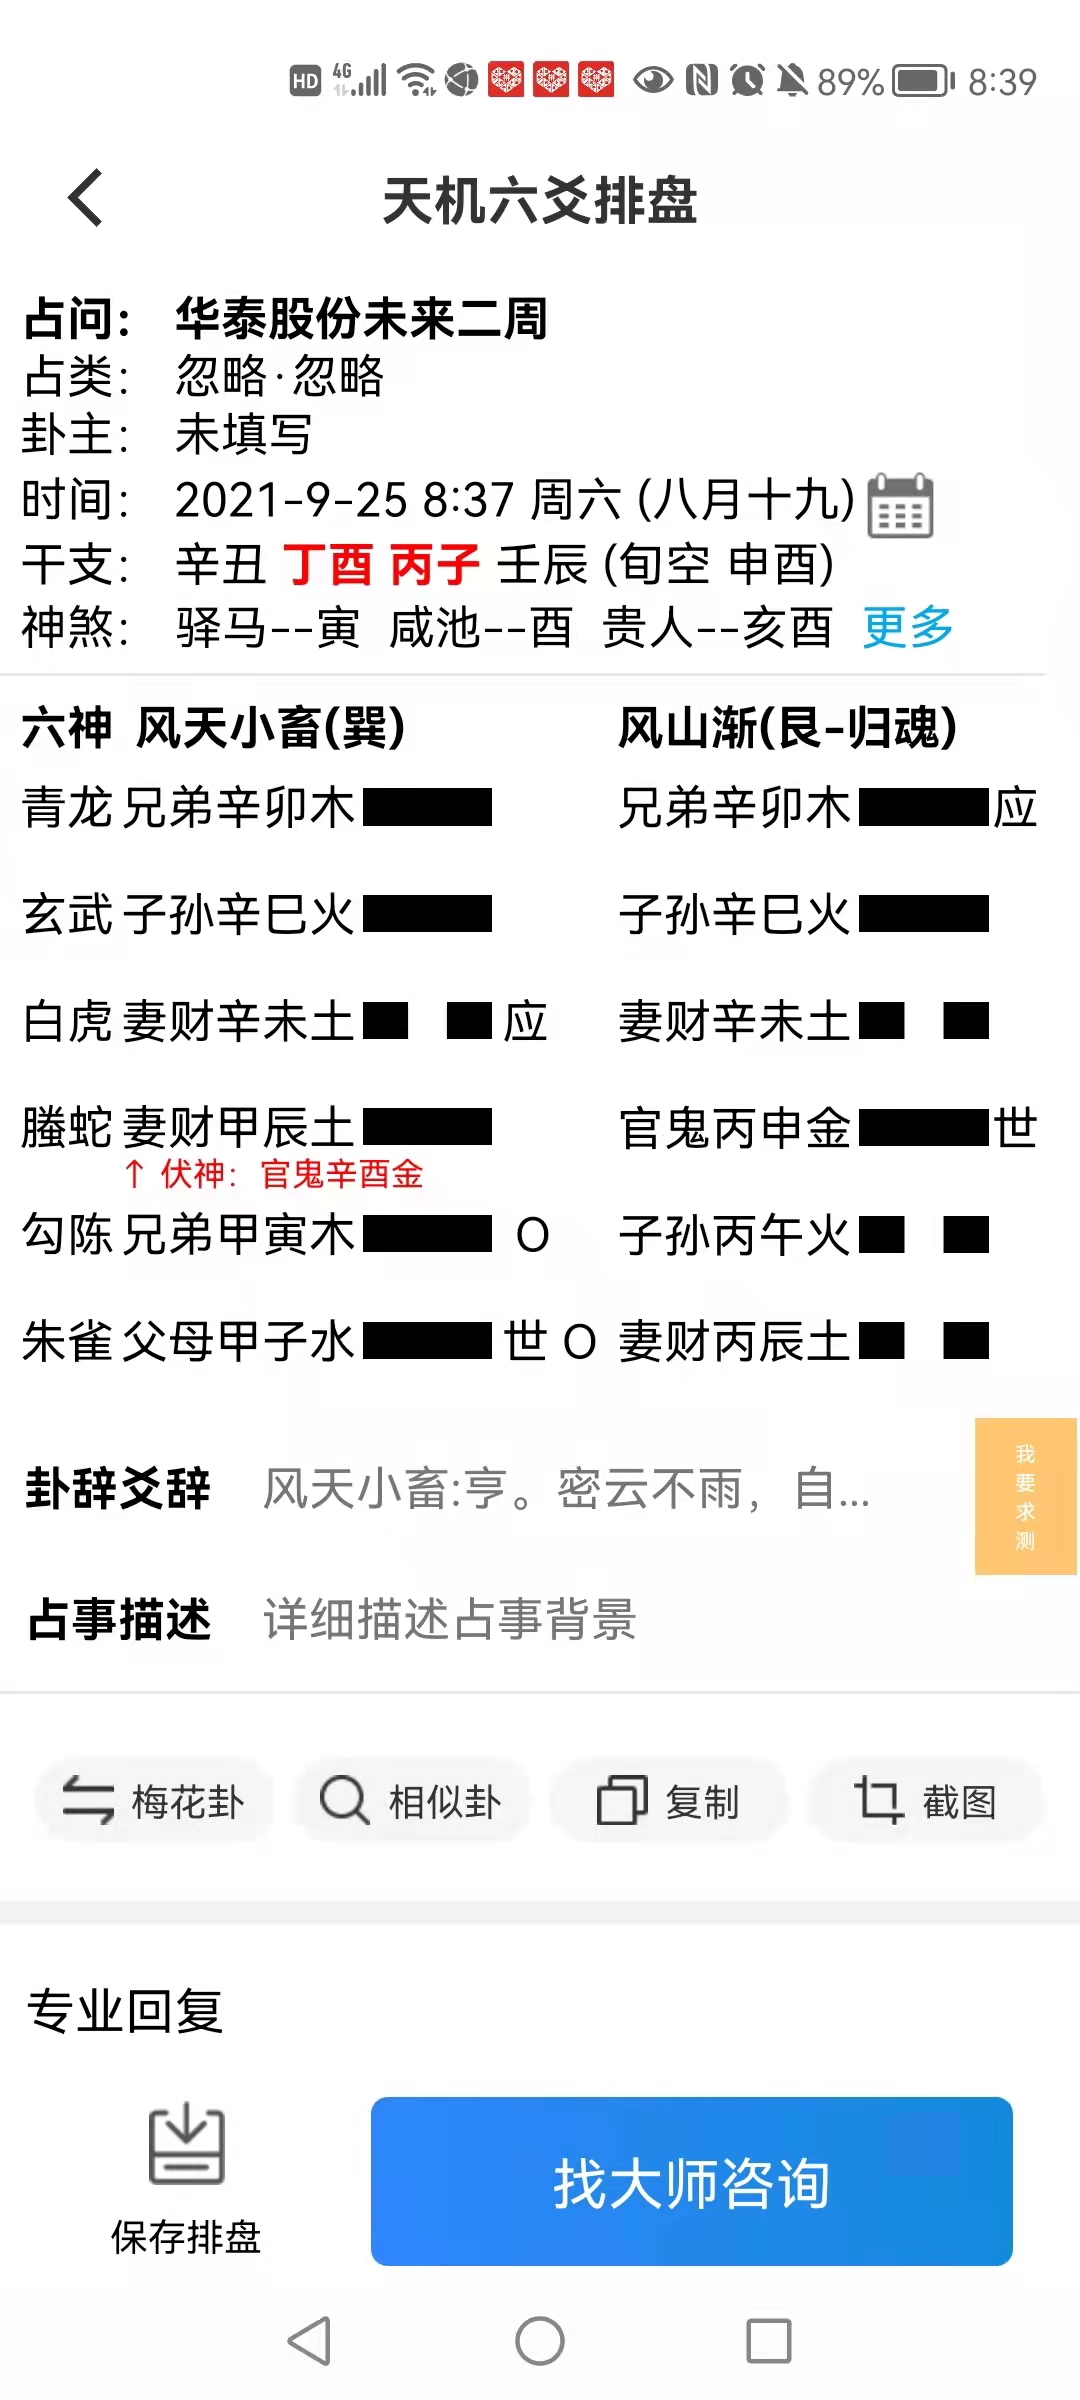 HD 4G 89% 8:39
天机六爻排盘
占问： 华泰股份未来二周
占类： 忽略·忽略
卦主： 未填写
时间： 2021-9-25 8:37 周六 (八月十九)
干支： 辛丑 丁酉 丙子 壬辰 (旬空 申酉)
神煞： 驿马--寅 咸池--酉 贵人--亥酉 更多
六神 风天小畜(巽) 风山渐(艮-归魂)
青龙 兄弟辛卯木 兄弟辛卯木 应
玄武 子孙辛巳火 子孙辛巳火
白虎 妻财辛未土 应 妻财辛未土
螣蛇 妻财甲辰土 官鬼丙申金 世
↑ 伏神： 官鬼辛酉金
勾陈 兄弟甲寅木 O 子孙丙午火
朱雀 父母甲子水 世 O 妻财丙辰土
我要求测
卦辞爻辞 风天小畜:亨。密云不雨，自...
占事描述 详细描述占事背景
梅花卦 相似卦 复制 截图
专业回复
保存排盘 找大师咨询